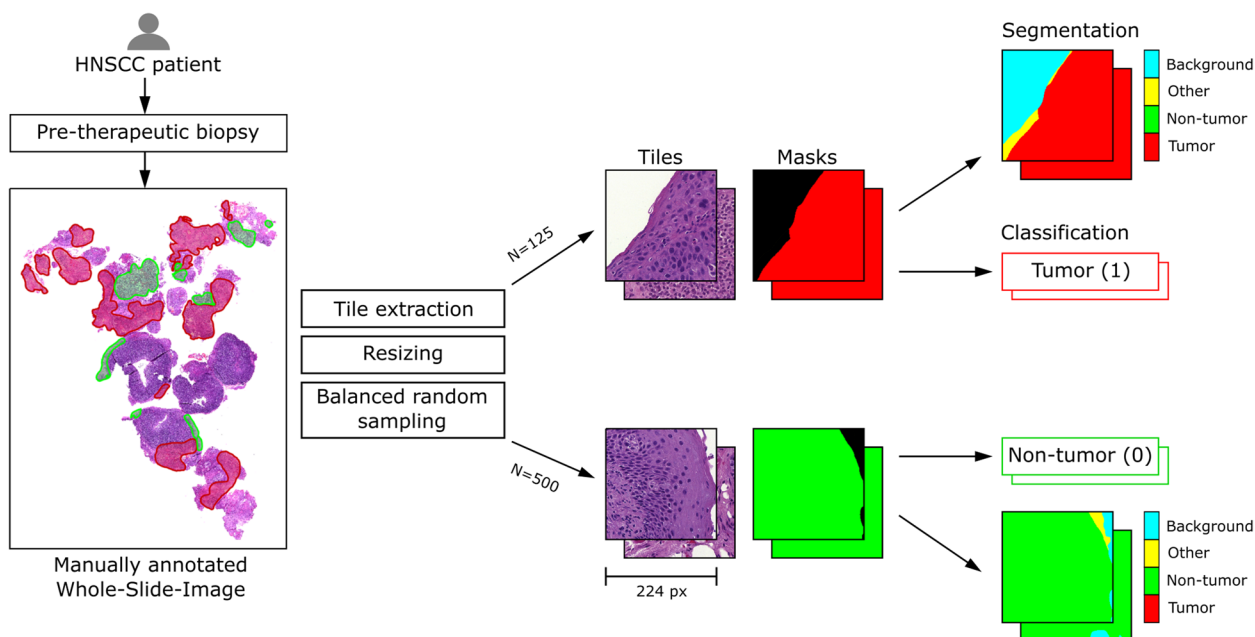 HNSCC patient
Pre-therapeutic biopsy
Manually annotated
Whole-Slide-Image
Tile extraction
Resizing
Balanced random
sampling
N=125
N=500
Tiles
Masks
224 px
Segmentation
Background
Other
Non-tumor
Tumor
Classification
Tumor (1)
Non-tumor (0)
Background
Other
Non-tumor
Tumor